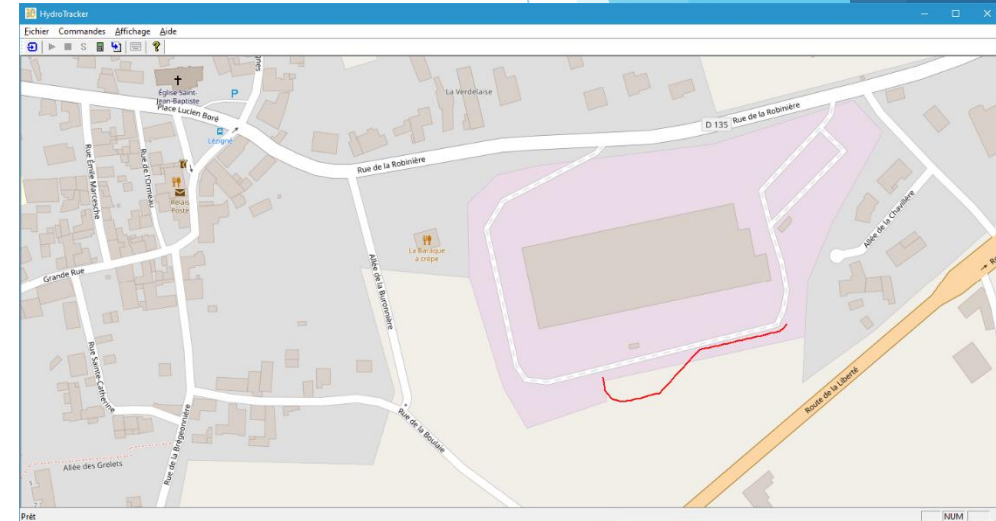 HydroTracker
Fichier Commandes Affichage Aide
S
Église Saint-
Jean-Baptiste
Place Lucien Boré
P
Lézigné
La Verdelaise
D 135
Rue de la Robinière
Rue de la Robinière
Rue Émile Marcesche
Rue de l'Ormeau
Relais
Poste
La Baraque
à crêpe
Allée de la Chavillère
Grande Rue
Allée de la Buronnière
Rue Sainte-Catherine
Route de la Liberté
Rue de la Brégeonnière
Rue de la Boulaie
Allée des Grelets
Prêt
NUM